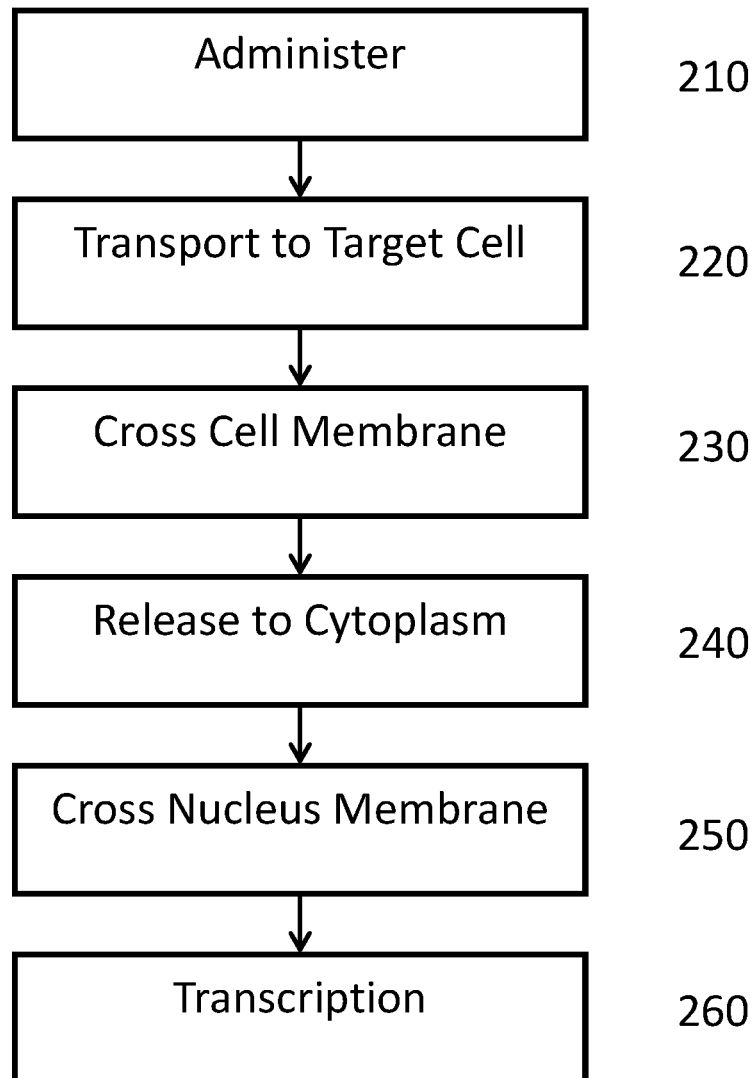 Administer
210
Transport to Target Cell
220
Cross Cell Membrane
230
Release to Cytoplasm
240
Cross Nucleus Membrane
250
Transcription
260